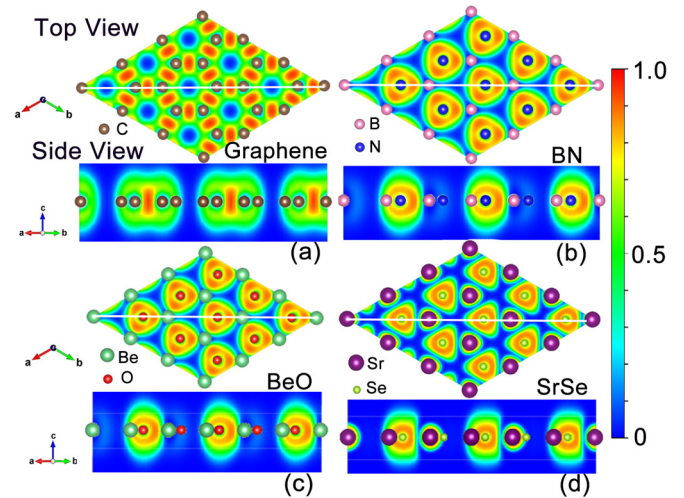 Top View
a b
C
B
N
1.0
Side View
Graphene
BN
c
a b
(a)
(b)
0.5
a b
Be
O
BeO
Sr
Se
SrSe
c
a b
(c)
(d)
0